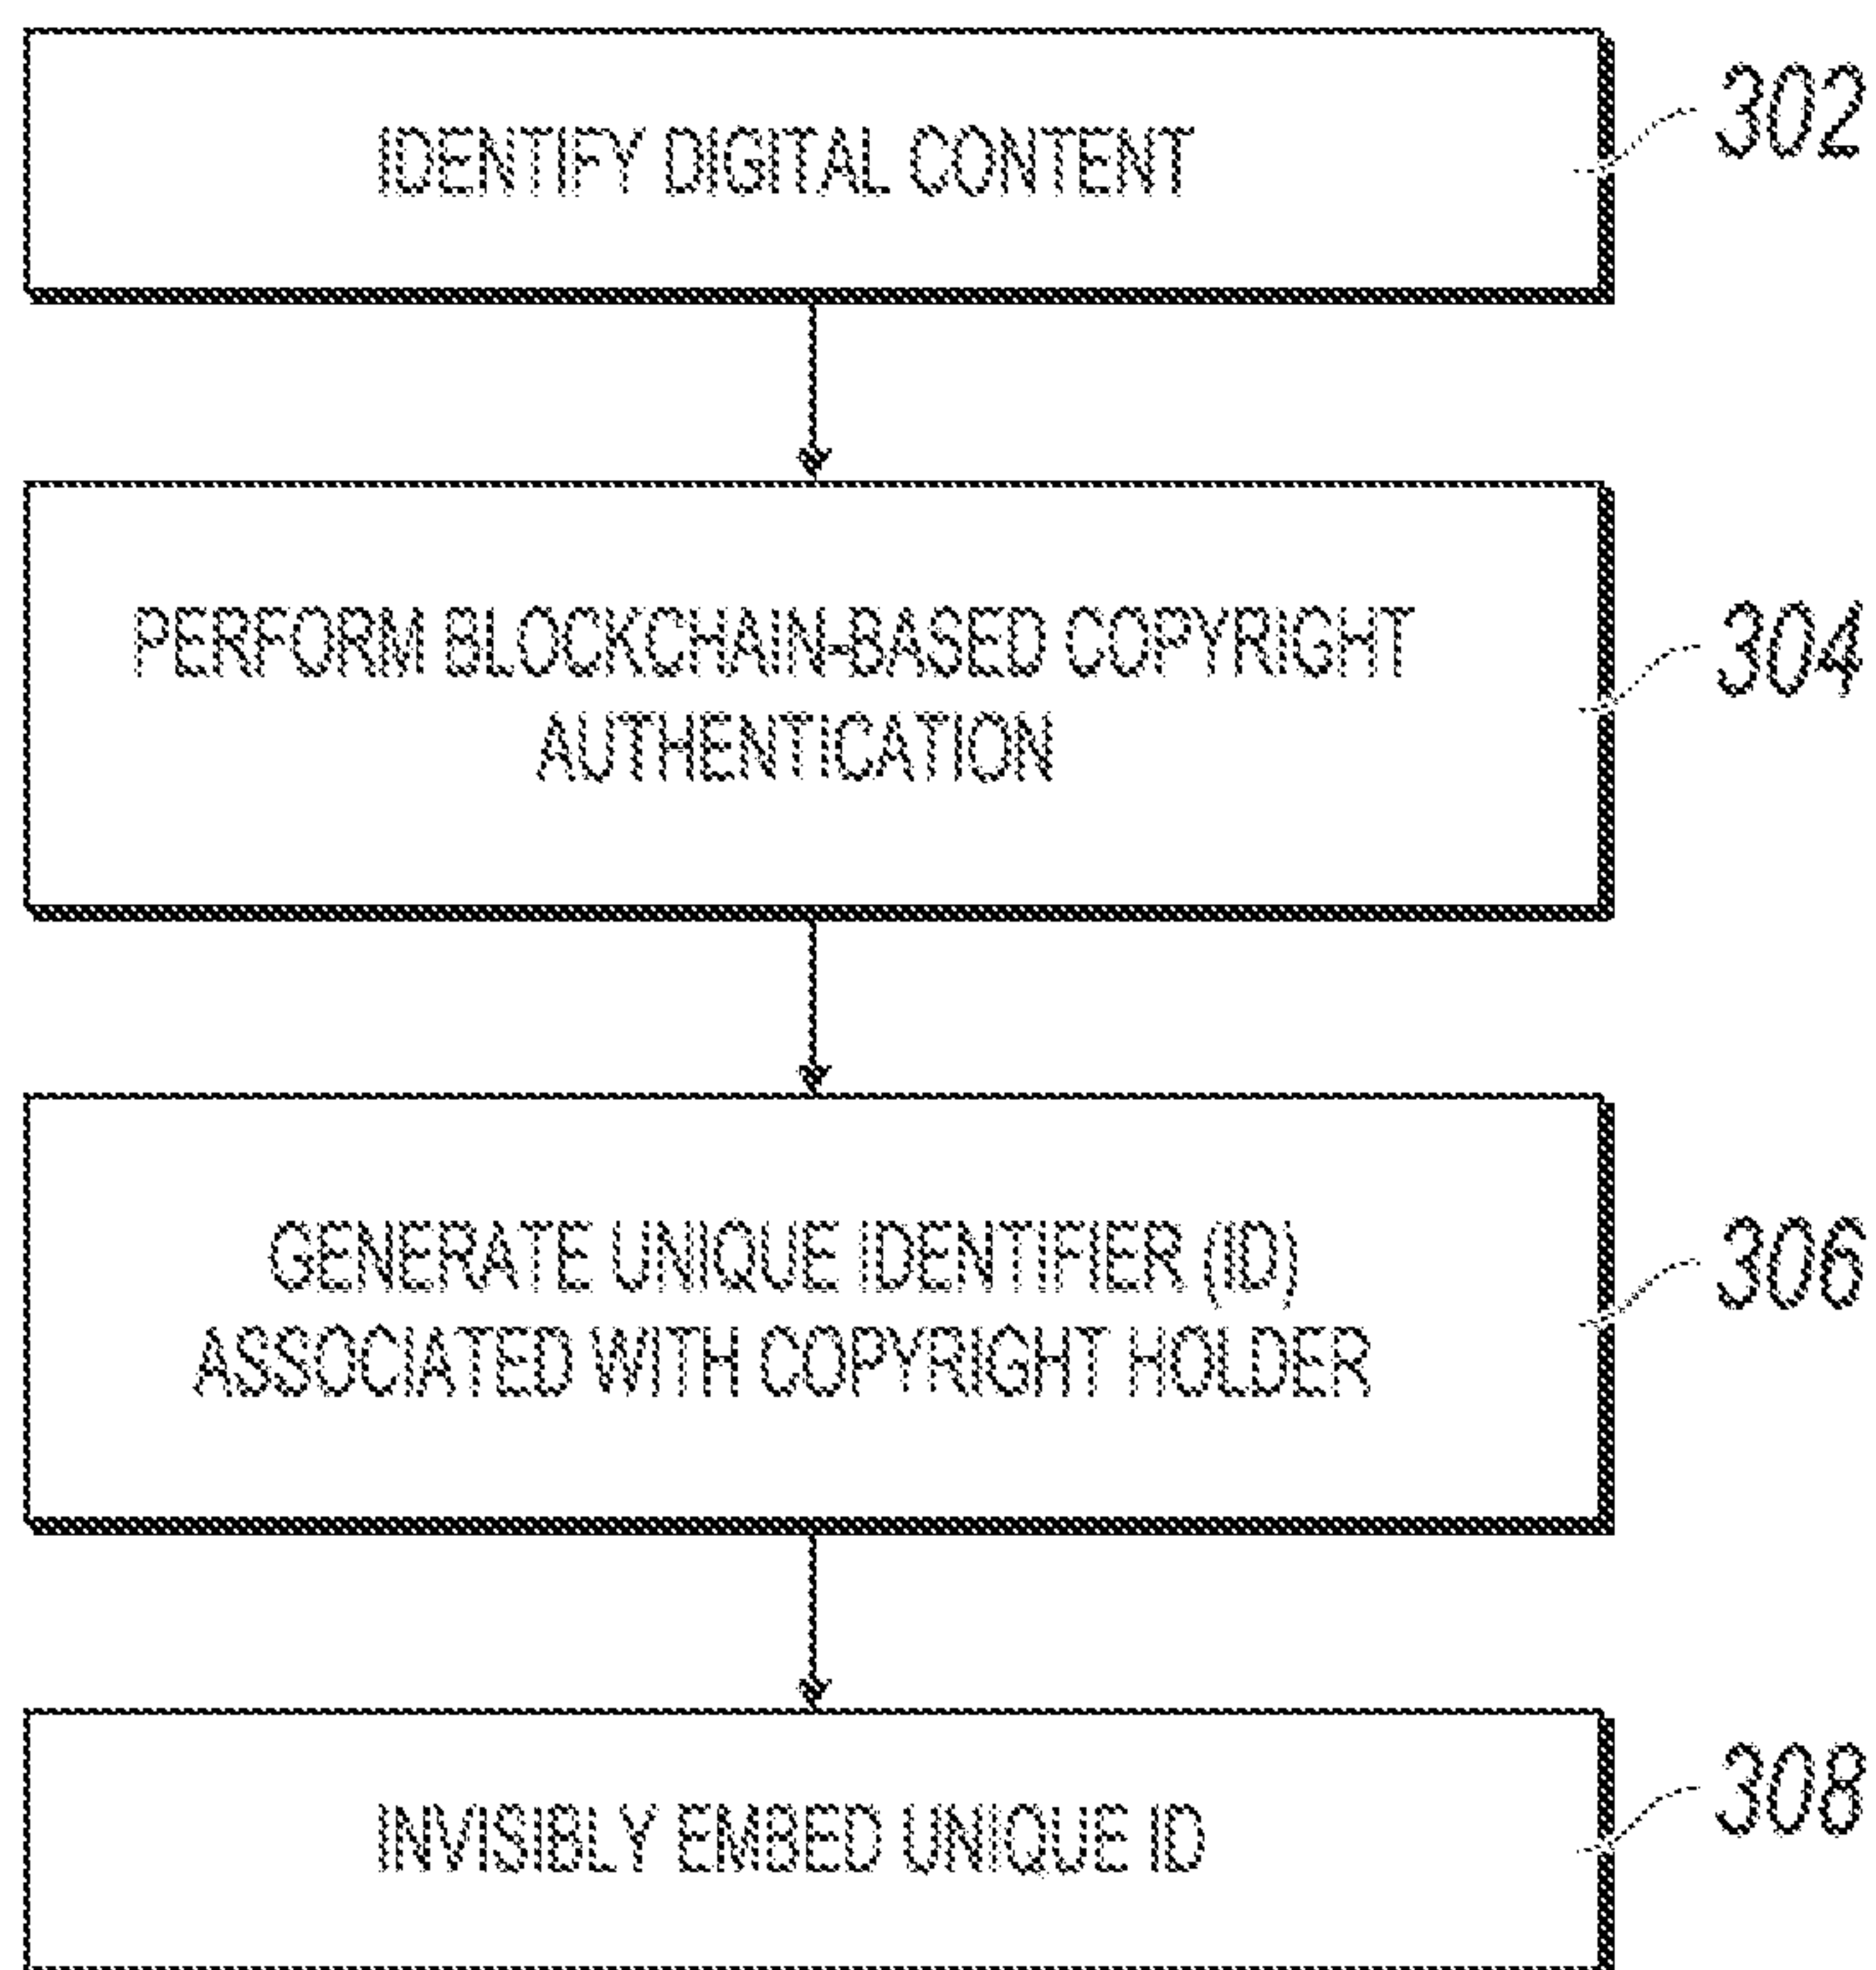 IDENTIFY DIGITAL CONTENT
302
PERFORM BLOCKCHAIN-BASED COPYRIGHT
AUTHENTICATION
304
GENERATE UNIQUE IDENTIFIER (ID)
ASSOCIATED WITH COPYRIGHT HOLDER
306
INVISIBLY EMBED UNIQUE ID
308